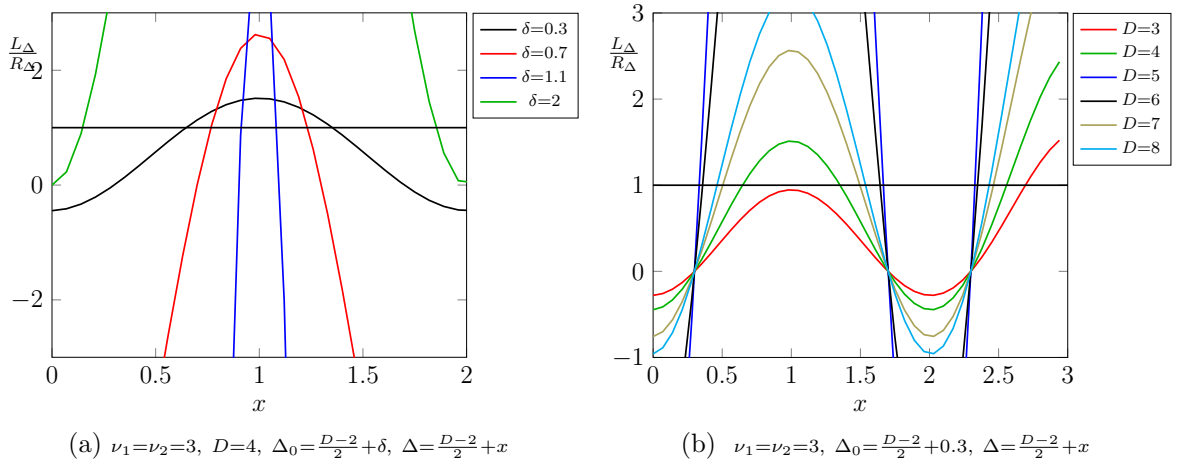 L_Δ/R_Δ
2
0
−2
0 0.5 1 1.5 2
x
δ=0.3
δ=0.7
δ=1.1
δ=2
(a) ν₁=ν₂=3, D=4, Δ₀=(D−2)/2+δ, Δ=(D−2)/2+x
L_Δ/R_Δ
3
2
1
0
−1
0 0.5 1 1.5 2 2.5 3
x
D=3
D=4
D=5
D=6
D=7
D=8
(b) ν₁=ν₂=3, Δ₀=(D−2)/2+0.3, Δ=(D−2)/2+x